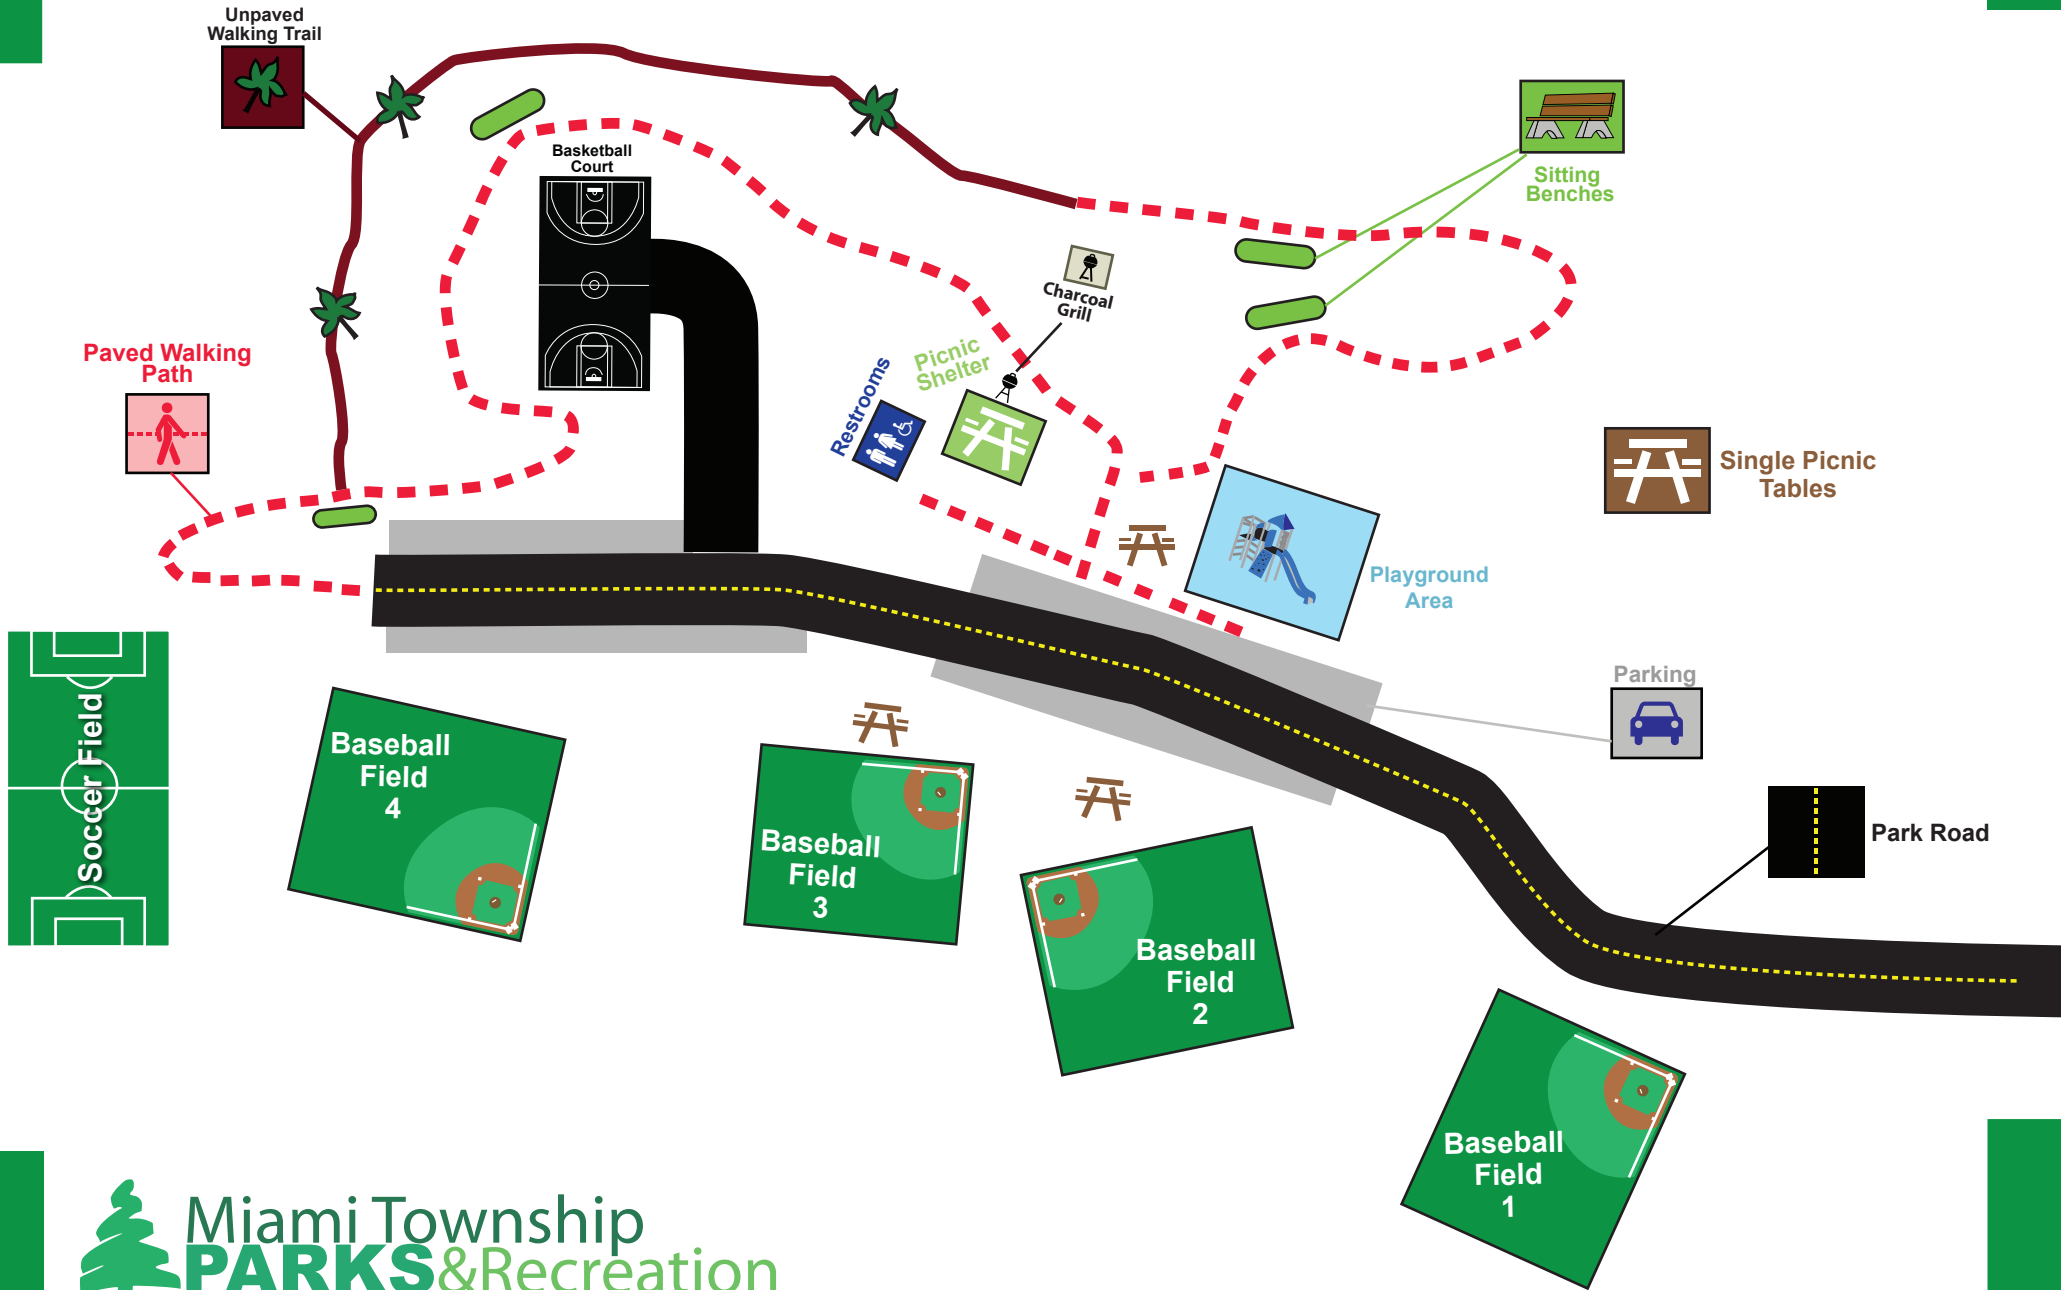 Unpaved
Walking Trail
Basketball
Court
Sitting
Benches
Charcoal
Grill
Picnic
Shelter
Restrooms
Paved Walking
Path
Single Picnic
Tables
Playground
Area
Parking
Park Road
Soccer Field
Baseball
Field
4
Baseball
Field
3
Baseball
Field
2
Baseball
Field
1
Miami Township
PARKS&Recreation